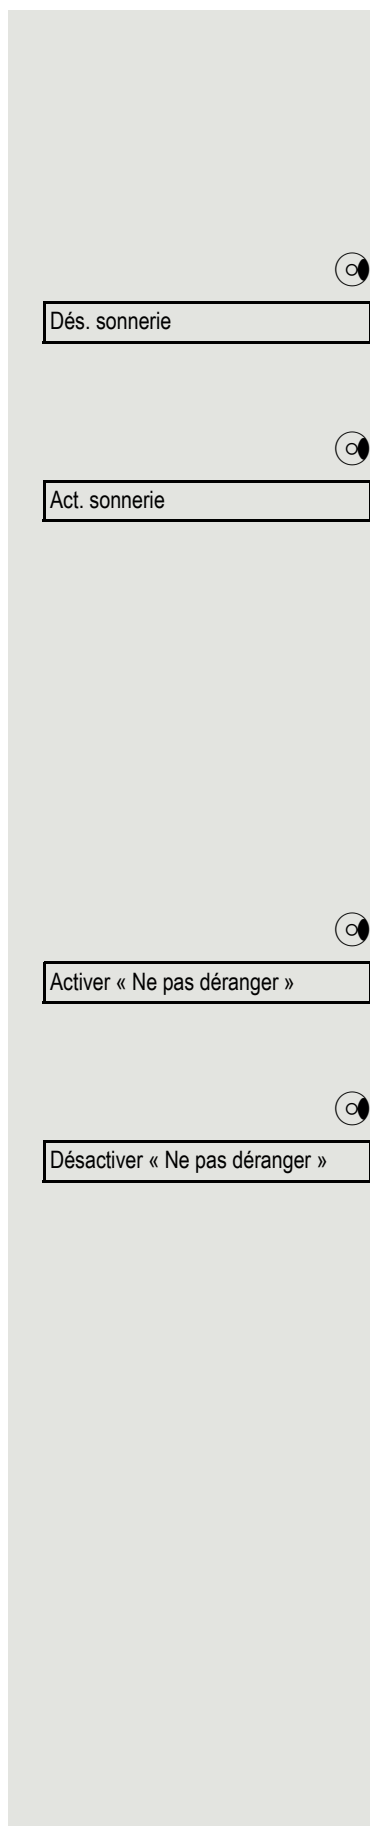 Dés. sonnerie
Act. sonnerie
Activer « Ne pas déranger »
Désactiver « Ne pas déranger »